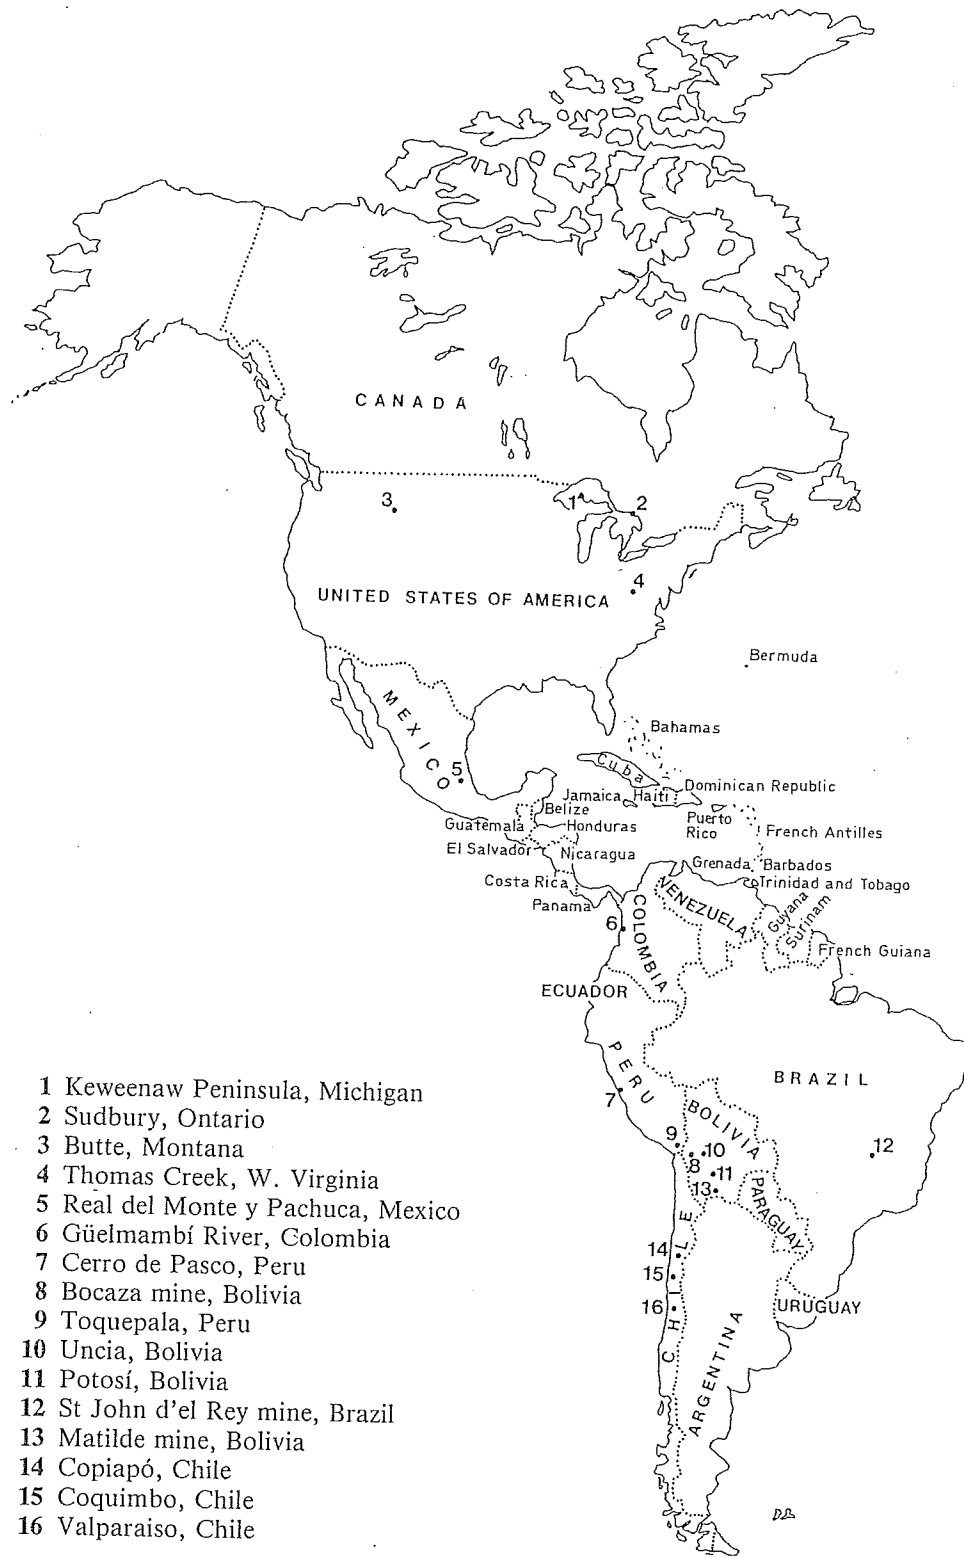 CANADA
3
1
2
4
UNITED STATES OF AMERICA
Bermuda
MEXICO
5
Bahamas
Cuba
Dominican Republic
Jamaica
Haiti
Belize
Puerto
Rico
Guatemala
Honduras
French Antilles
El Salvador
Nicaragua
Grenada
Barbados
Costa Rica
Trinidad and Tobago
Panama
VENEZUELA
Guyana
Surinam
6
COLOMBIA
French Guiana
ECUADOR
PERU
BRAZIL
7
BOLIVIA
9
10
8
12
11
13
PARAGUAY
14
15
16
CHILE
URUGUAY
ARGENTINA
1 Keweenaw Peninsula, Michigan
2 Sudbury, Ontario
3 Butte, Montana
4 Thomas Creek, W. Virginia
5 Real del Monte y Pachuca, Mexico
6 Güelmambí River, Colombia
7 Cerro de Pasco, Peru
8 Bocaza mine, Bolivia
9 Toquepala, Peru
10 Uncia, Bolivia
11 Potosí, Bolivia
12 St John d'el Rey mine, Brazil
13 Matilde mine, Bolivia
14 Copiapó, Chile
15 Coquimbo, Chile
16 Valparaiso, Chile